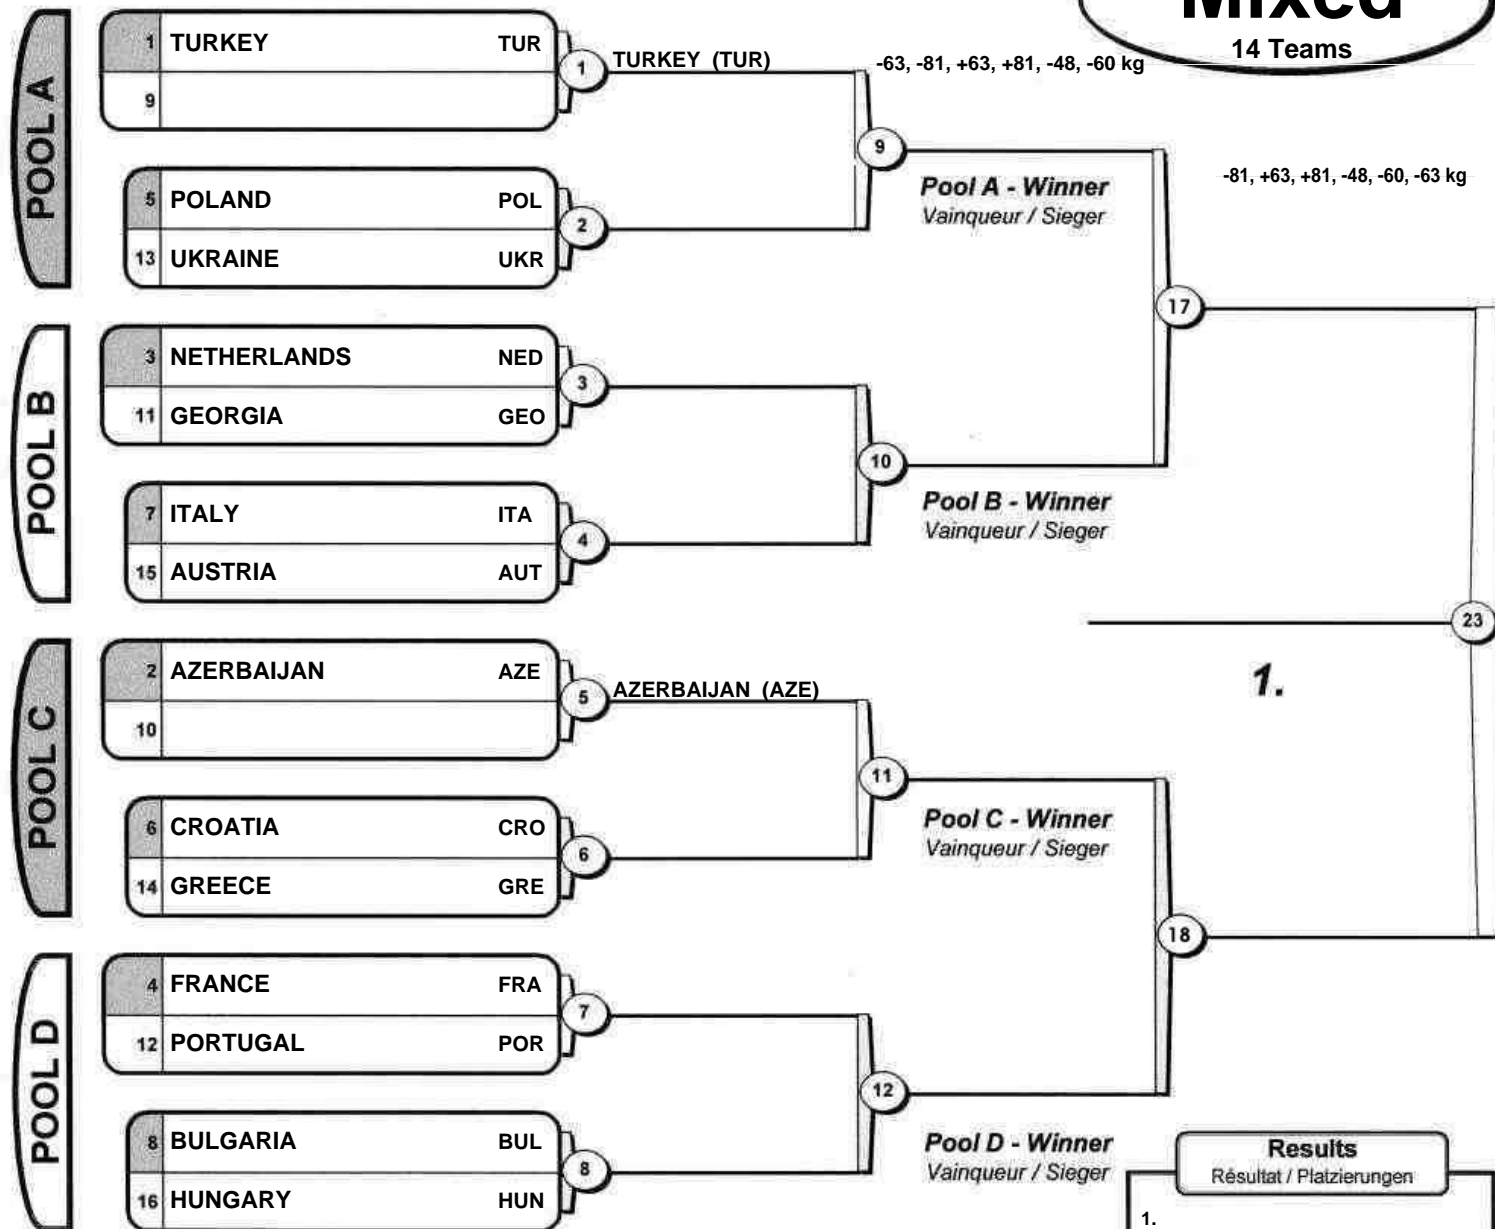 Mixed
14 Teams
-63, -81, +63, +81, -48, -60 kg
-81, +63, +81, -48, -60, -63 kg
POOL A
1 TURKEY TUR
9
1
TURKEY (TUR)
5 POLAND POL
13 UKRAINE UKR
2
9
Pool A - Winner
Vainqueur / Sieger
POOL B
3 NETHERLANDS NED
11 GEORGIA GEO
3
7 ITALY ITA
15 AUSTRIA AUT
4
10
Pool B - Winner
Vainqueur / Sieger
17
23
1.
POOL C
2 AZERBAIJAN AZE
10
5
AZERBAIJAN (AZE)
6 CROATIA CRO
14 GREECE GRE
6
11
Pool C - Winner
Vainqueur / Sieger
18
POOL D
4 FRANCE FRA
12 PORTUGAL POR
7
8 BULGARIA BUL
16 HUNGARY HUN
8
12
Pool D - Winner
Vainqueur / Sieger
Results
Résultat / Platzierungen
1.